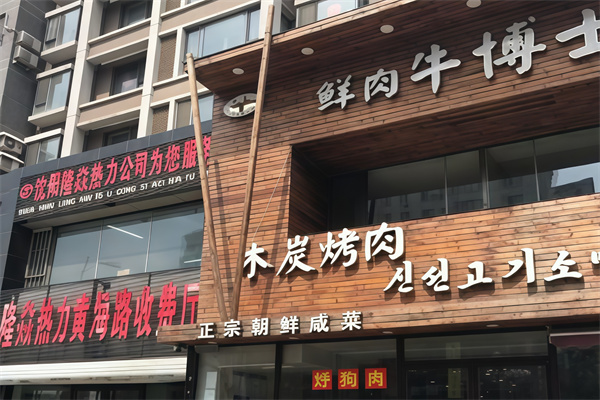 鲜肉牛博士
沈阳隆焱热力公司为您服务
木炭烤肉
신선고기소
隆焱热力黄海路收费厅
正宗朝鲜咸菜
烀狗肉